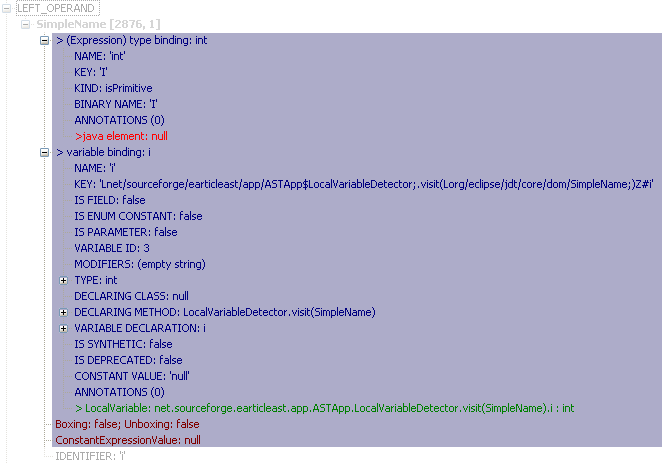 LEFT_OPERAND
SimpleName [2876, 1]
> (Expression) type binding: int
NAME: 'int'
KEY: 'I'
KIND: isPrimitive
BINARY NAME: 'I'
ANNOTATIONS (0)
>java element: null
> variable binding: i
NAME: 'i'
KEY: 'Lnet/sourceforge/earticleast/app/ASTApp$LocalVariableDetector;.visit(Lorg/eclipse/jdt/core/dom/SimpleName;)Z#i'
IS FIELD: false
IS ENUM CONSTANT: false
IS PARAMETER: false
VARIABLE ID: 3
MODIFIERS: (empty string)
TYPE: int
DECLARING CLASS: null
DECLARING METHOD: LocalVariableDetector.visit(SimpleName)
VARIABLE DECLARATION: i
IS SYNTHETIC: false
IS DEPRECATED: false
CONSTANT VALUE: 'null'
ANNOTATIONS (0)
> LocalVariable: net.sourceforge.earticleast.app.ASTApp.LocalVariableDetector.visit(SimpleName).i : int
Boxing: false; Unboxing: false
ConstantExpressionValue: null
IDENTIFIER: 'i'